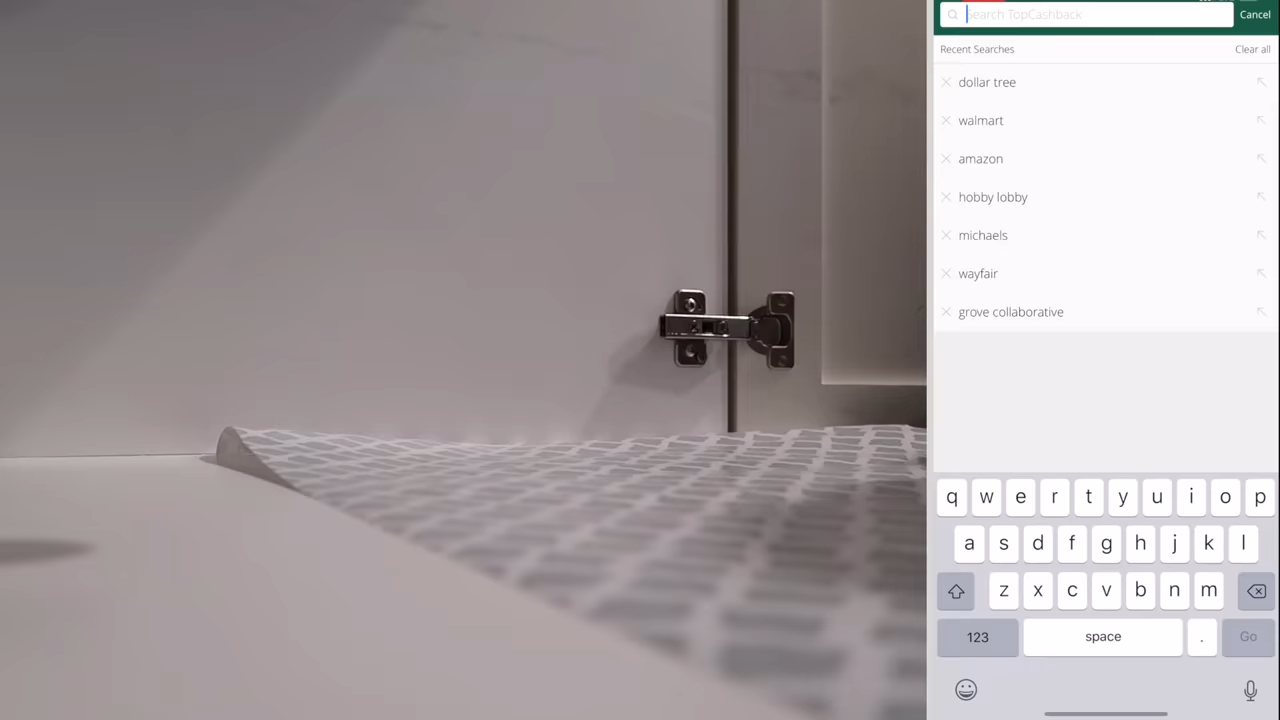 Search TopCashback
Cancel
Recent Searches
Clear all
dollar tree
walmart
amazon
hobby lobby
michaels
wayfair
grove collaborative
q w e r t y u i o p
a s d f g h j k l
z x c v b n m
123
space
.
Go